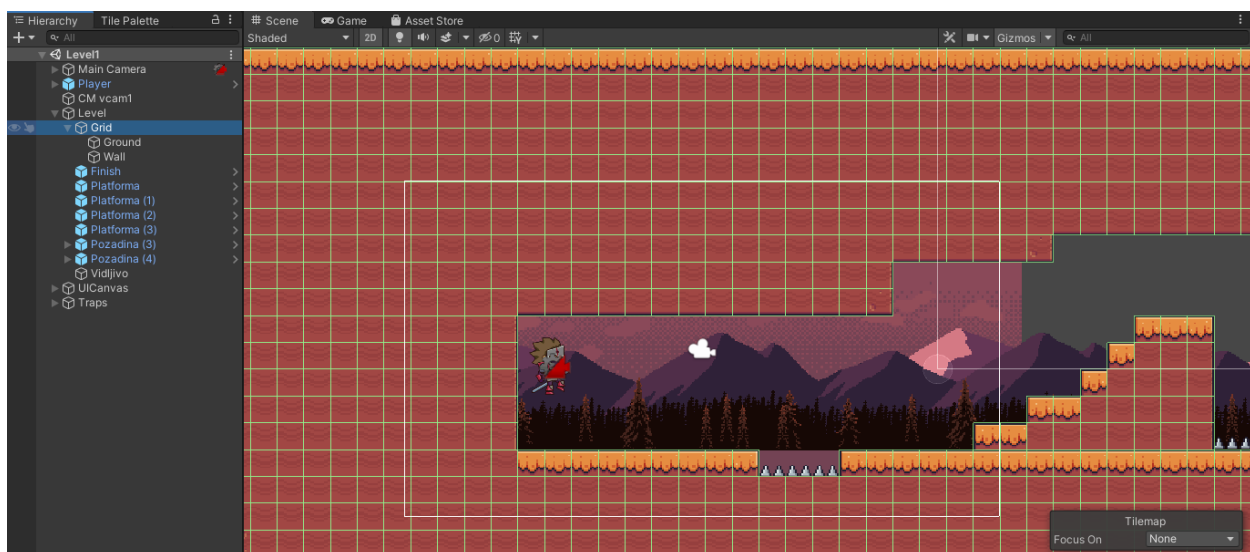 Hierarchy Tile Palette
All
Level1
Main Camera
Player
CM vcam1
Level
Grid
Ground
Wall
Finish
Platforma
Platforma (1)
Platforma (2)
Platforma (3)
Pozadina (3)
Pozadina (4)
Vidljivo
UICanvas
Traps
Scene Game Asset Store
Shaded 2D 0 Gizmos All
Tilemap
Focus On None